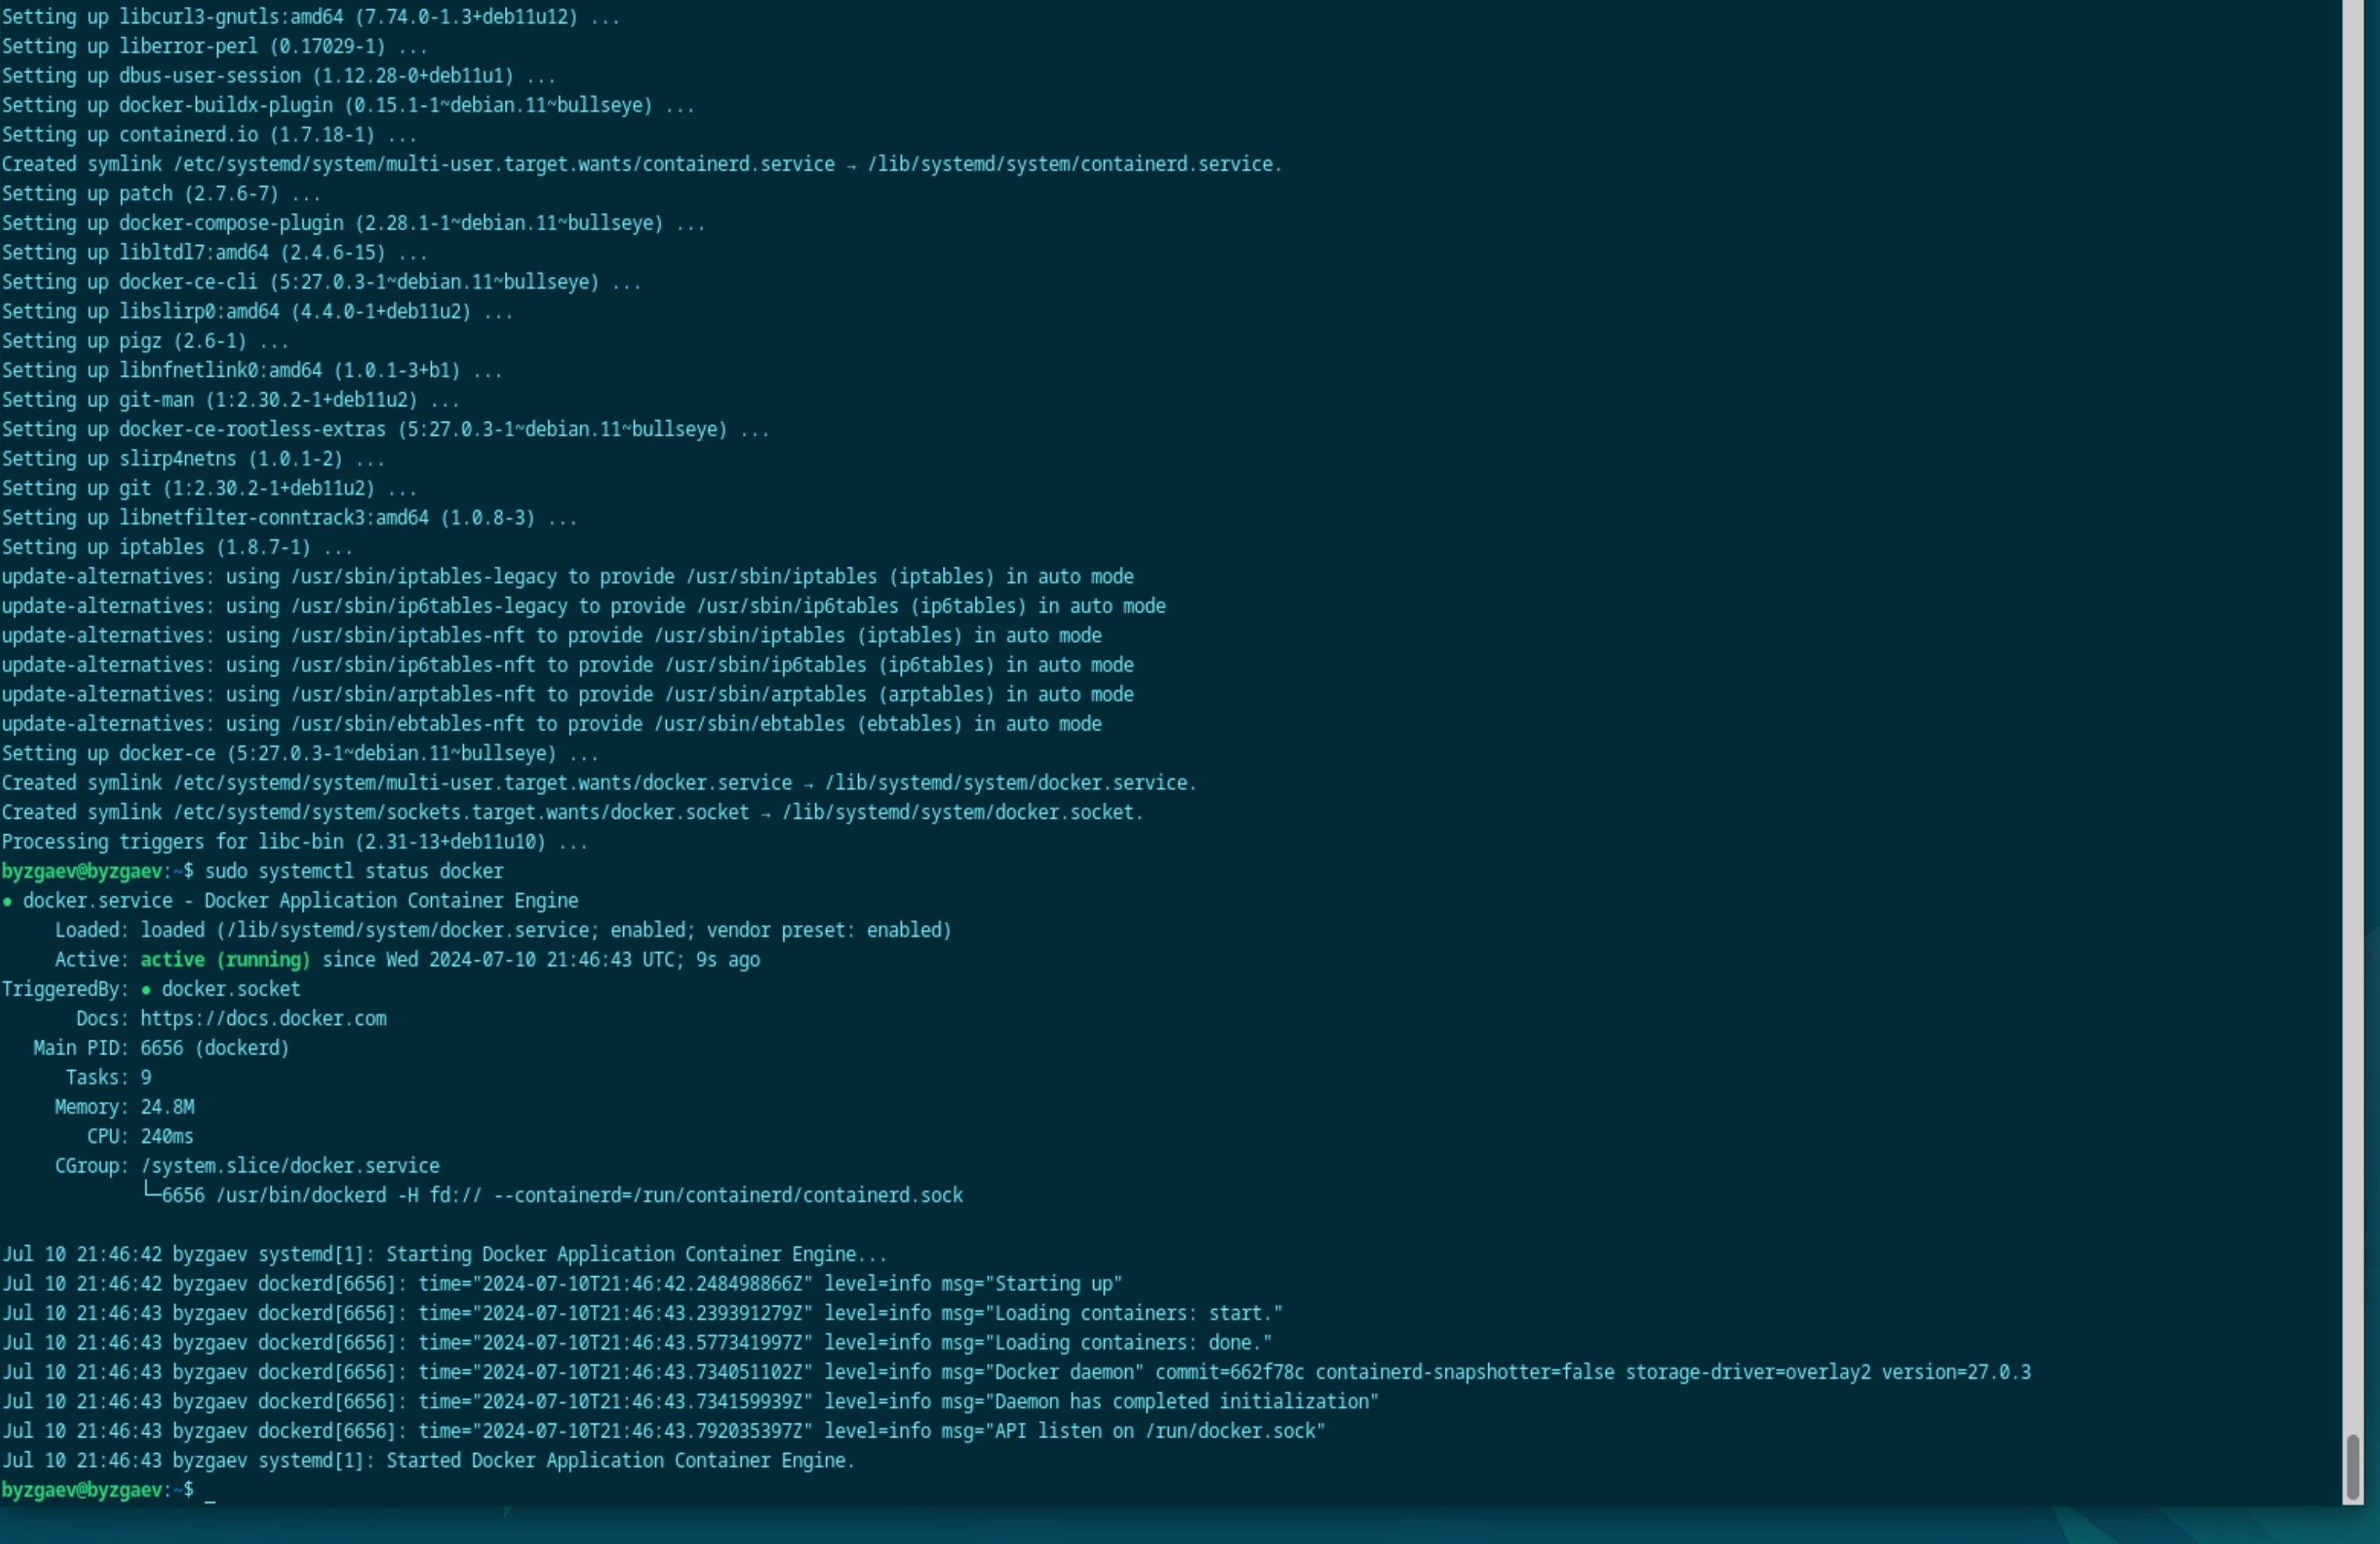 Setting up libcurl3-gnutls:amd64 (7.74.0-1.3+deb11u12) ...
Setting up liberror-perl (0.17029-1) ...
Setting up dbus-user-session (1.12.28-0+deb11u1) ...
Setting up docker-buildx-plugin (0.15.1-1~debian.11~bullseye) ...
Setting up containerd.io (1.7.18-1) ...
Created symlink /etc/systemd/system/multi-user.target.wants/containerd.service → /lib/systemd/system/containerd.service.
Setting up patch (2.7.6-7) ...
Setting up docker-compose-plugin (2.28.1-1~debian.11~bullseye) ...
Setting up libltdl7:amd64 (2.4.6-15) ...
Setting up docker-ce-cli (5:27.0.3-1~debian.11~bullseye) ...
Setting up libslirp0:amd64 (4.4.0-1+deb11u2) ...
Setting up pigz (2.6-1) ...
Setting up libnfnetlink0:amd64 (1.0.1-3+b1) ...
Setting up git-man (1:2.30.2-1+deb11u2) ...
Setting up docker-ce-rootless-extras (5:27.0.3-1~debian.11~bullseye) ...
Setting up slirp4netns (1.0.1-2) ...
Setting up git (1:2.30.2-1+deb11u2) ...
Setting up libnetfilter-conntrack3:amd64 (1.0.8-3) ...
Setting up iptables (1.8.7-1) ...
update-alternatives: using /usr/sbin/iptables-legacy to provide /usr/sbin/iptables (iptables) in auto mode
update-alternatives: using /usr/sbin/ip6tables-legacy to provide /usr/sbin/ip6tables (ip6tables) in auto mode
update-alternatives: using /usr/sbin/iptables-nft to provide /usr/sbin/iptables (iptables) in auto mode
update-alternatives: using /usr/sbin/ip6tables-nft to provide /usr/sbin/ip6tables (ip6tables) in auto mode
update-alternatives: using /usr/sbin/arptables-nft to provide /usr/sbin/arptables (arptables) in auto mode
update-alternatives: using /usr/sbin/ebtables-nft to provide /usr/sbin/ebtables (ebtables) in auto mode
Setting up docker-ce (5:27.0.3-1~debian.11~bullseye) ...
Created symlink /etc/systemd/system/multi-user.target.wants/docker.service → /lib/systemd/system/docker.service.
Created symlink /etc/systemd/system/sockets.target.wants/docker.socket → /lib/systemd/system/docker.socket.
Processing triggers for libc-bin (2.31-13+deb11u10) ...
byzgaev@byzgaev:~$ sudo systemctl status docker
● docker.service - Docker Application Container Engine
Loaded: loaded (/lib/systemd/system/docker.service; enabled; vendor preset: enabled)
Active: active (running) since Wed 2024-07-10 21:46:43 UTC; 9s ago
TriggeredBy: ● docker.socket
Docs: https://docs.docker.com
Main PID: 6656 (dockerd)
Tasks: 9
Memory: 24.8M
CPU: 240ms
CGroup: /system.slice/docker.service
└─6656 /usr/bin/dockerd -H fd:// --containerd=/run/containerd/containerd.sock
Jul 10 21:46:42 byzgaev systemd[1]: Starting Docker Application Container Engine...
Jul 10 21:46:42 byzgaev dockerd[6656]: time="2024-07-10T21:46:42.248498866Z" level=info msg="Starting up"
Jul 10 21:46:43 byzgaev dockerd[6656]: time="2024-07-10T21:46:43.239391279Z" level=info msg="Loading containers: start."
Jul 10 21:46:43 byzgaev dockerd[6656]: time="2024-07-10T21:46:43.577341997Z" level=info msg="Loading containers: done."
Jul 10 21:46:43 byzgaev dockerd[6656]: time="2024-07-10T21:46:43.734051102Z" level=info msg="Docker daemon" commit=662f78c containerd-snapshotter=false storage-driver=overlay2 version=27.0.3
Jul 10 21:46:43 byzgaev dockerd[6656]: time="2024-07-10T21:46:43.734159939Z" level=info msg="Daemon has completed initialization"
Jul 10 21:46:43 byzgaev dockerd[6656]: time="2024-07-10T21:46:43.792035397Z" level=info msg="API listen on /run/docker.sock"
Jul 10 21:46:43 byzgaev systemd[1]: Started Docker Application Container Engine.
byzgaev@byzgaev:~$ _